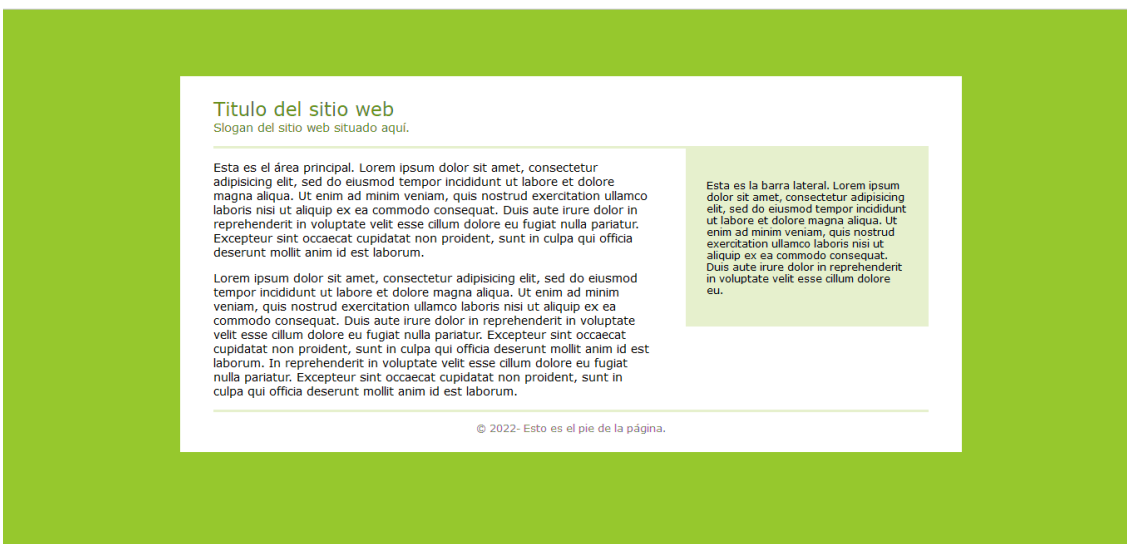 Titulo del sitio web
Slogan del sitio web situado aquí.
Esta es el área principal. Lorem ipsum dolor sit amet, consectetur
adipisicing elit, sed do eiusmod tempor incididunt ut labore et dolore
magna aliqua. Ut enim ad minim veniam, quis nostrud exercitation ullamco
laboris nisi ut aliquip ex ea commodo consequat. Duis aute irure dolor in
reprehenderit in voluptate velit esse cillum dolore eu fugiat nulla pariatur.
Excepteur sint occaecat cupidatat non proident, sunt in culpa qui officia
deserunt mollit anim id est laborum.
Lorem ipsum dolor sit amet, consectetur adipisicing elit, sed do eiusmod
tempor incididunt ut labore et dolore magna aliqua. Ut enim ad minim
veniam, quis nostrud exercitation ullamco laboris nisi ut aliquip ex ea
commodo consequat. Duis aute irure dolor in reprehenderit in voluptate
velit esse cillum dolore eu fugiat nulla pariatur. Excepteur sint occaecat
cupidatat non proident, sunt in culpa qui officia deserunt mollit anim id est
laborum. In reprehenderit in voluptate velit esse cillum dolore eu fugiat
nulla pariatur. Excepteur sint occaecat cupidatat non proident, sunt in
culpa qui officia deserunt mollit anim id est laborum.
Esta es la barra lateral. Lorem ipsum
dolor sit amet, consectetur adipisicing
elit, sed do eiusmod tempor incididunt
ut labore et dolore magna aliqua. Ut
enim ad minim veniam, quis nostrud
exercitation ullamco laboris nisi ut
aliquip ex ea commodo consequat.
Duis aute irure dolor in reprehenderit
in voluptate velit esse cillum dolore
eu.
© 2022- Esto es el pie de la página.